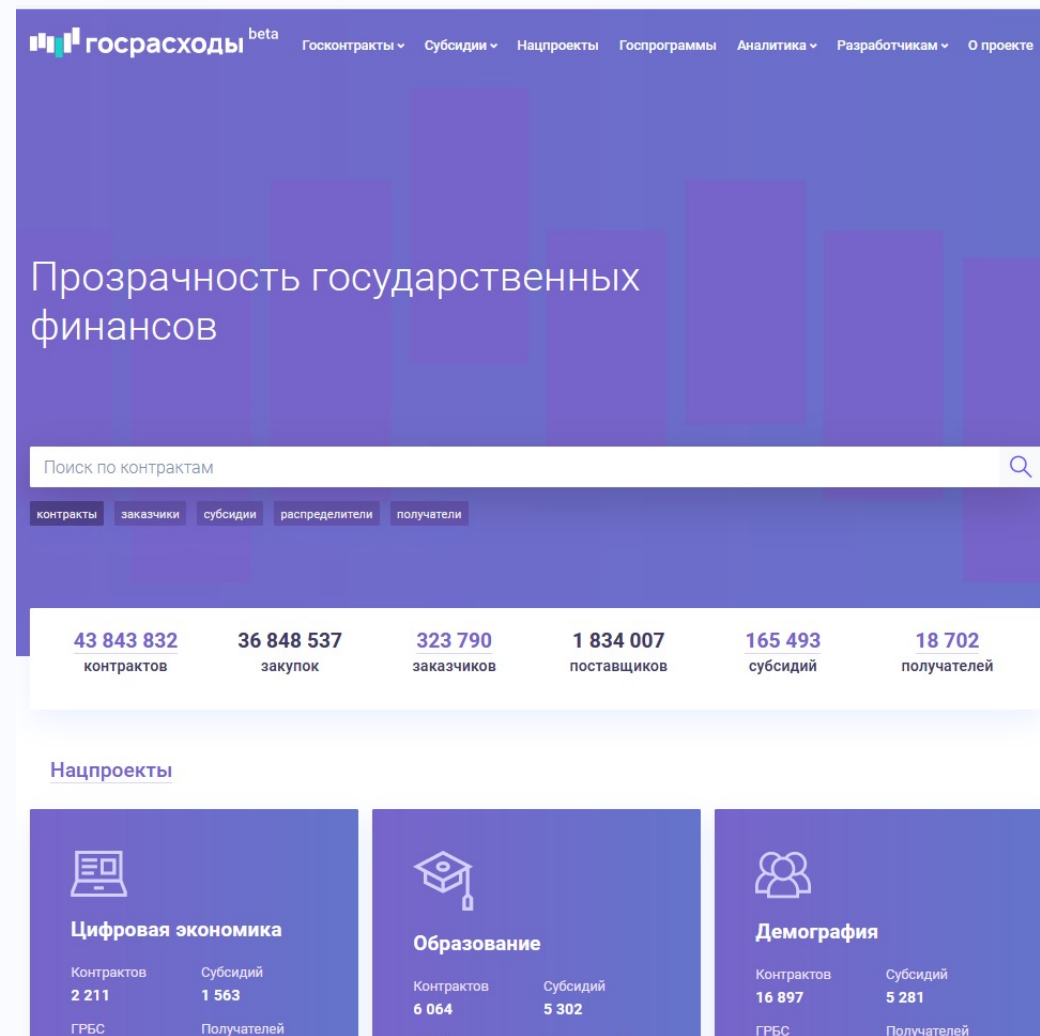 госрасходы beta
Госконтракты Субсидии Нацпроекты Госпрограммы Аналитика Разработчикам О проекте
Прозрачность государственных
финансов
Поиск по контрактам
контракты заказчики субсидии распределители получатели
43 843 832 36 848 537 323 790 1 834 007 165 493 18 702
контрактов закупок заказчиков поставщиков субсидий получателей
Нацпроекты
Цифровая экономика
Контрактов Субсидий
2 211 1 563
ГРБС Получателей
Образование
Контрактов Субсидий
6 064 5 302
Демография
Контрактов Субсидий
16 897 5 281
ГРБС Получателей